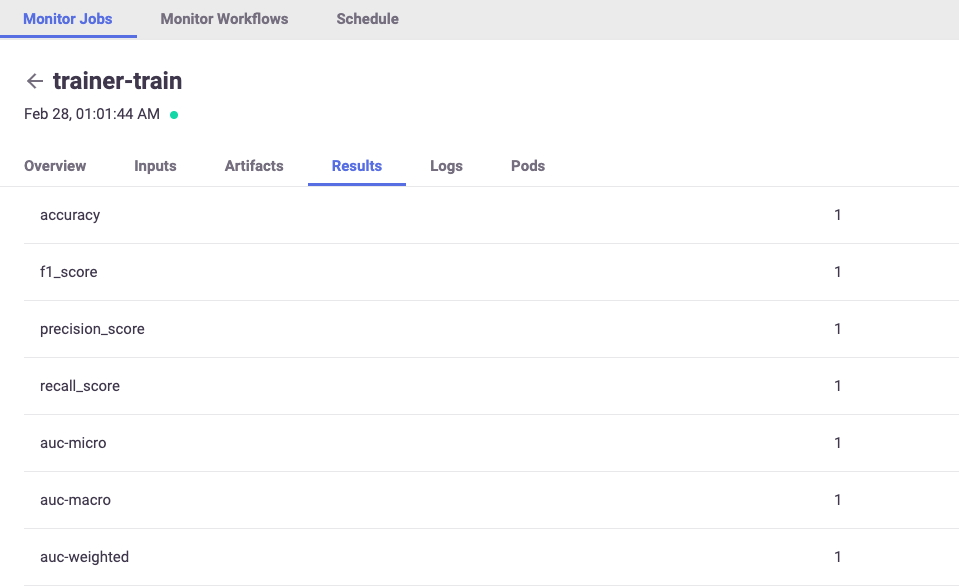 Monitor Jobs Monitor Workflows Schedule
trainer-train
Feb 28, 01:01:44 AM
Overview Inputs Artifacts Results Logs Pods
accuracy 1
f1_score 1
precision_score 1
recall_score 1
auc-micro 1
auc-macro 1
auc-weighted 1